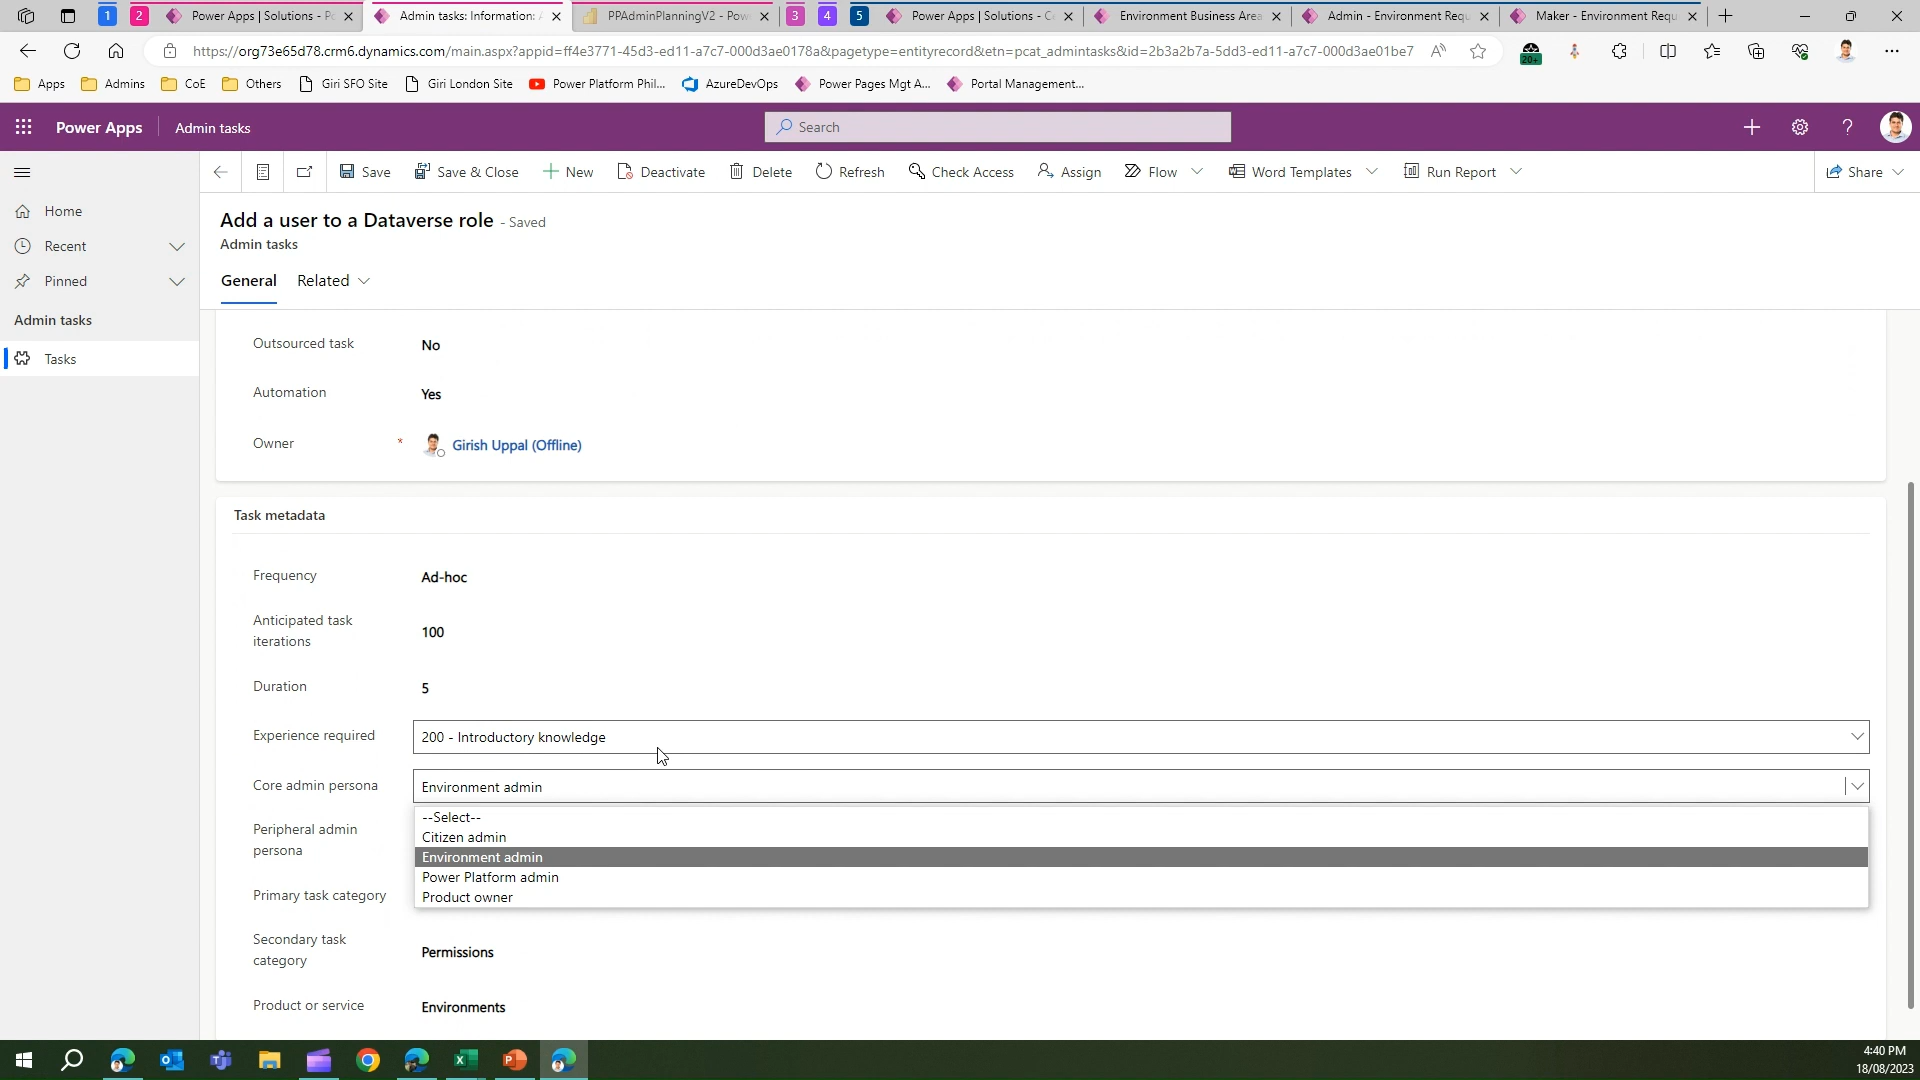 1
2
Power Apps | Solutions - Po
Admin tasks: Information: A
PPAdminPlanningV2 - Pow
3
4
5
Power Apps | Solutions - Ce
Environment Business Area
Admin - Environment Requ
Maker - Environment Requ
https://org73e65d78.crm6.dynamics.com/main.aspx?appid=ff4e3771-45d3-ed11-a7c7-000d3ae0178a&pagetype=entityrecord&etn=pcat_admintasks&id=2b3a2b7a-5dd3-ed11-a7c7-000d3ae01be7
20+
Apps
Admins
CoE
Others
Giri SFO Site
Giri London Site
Power Platform Phil...
AzureDevOps
Power Pages Mgt A...
Portal Management...
Power Apps
Admin tasks
Search
Save
Save & Close
New
Deactivate
Delete
Refresh
Check Access
Assign
Flow
Word Templates
Run Report
Share
Home
Recent
Pinned
Admin tasks
Tasks
Add a user to a Dataverse role - Saved
Admin tasks
General
Related
Outsourced task
No
Automation
Yes
Owner
*
Girish Uppal (Offline)
Task metadata
Frequency
Ad-hoc
Anticipated task
iterations
100
Duration
5
Experience required
200 - Introductory knowledge
Core admin persona
Environment admin
--Select--
Citizen admin
Environment admin
Power Platform admin
Product owner
Peripheral admin
persona
Primary task category
Secondary task
category
Permissions
Product or service
Environments
4:40 PM
18/08/2023